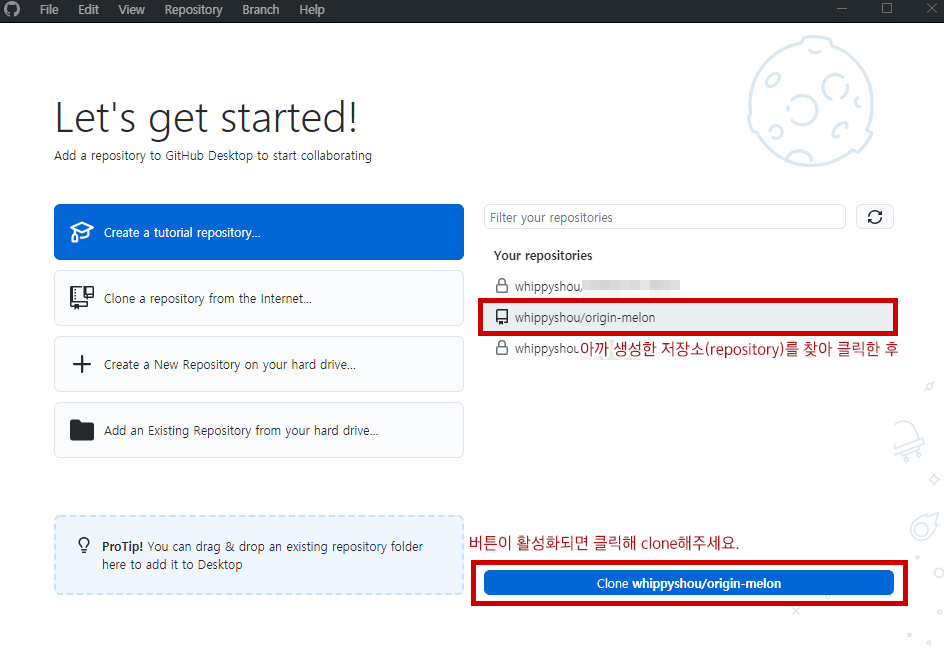 File Edit View Repository Branch Help
Let's get started!
Add a repository to GitHub Desktop to start collaborating
Create a tutorial repository...
Clone a repository from the Internet...
Create a New Repository on your hard drive...
Add an Existing Repository from your hard drive...
ProTip! You can drag & drop an existing repository folder
here to add it to Desktop
Filter your repositories
Your repositories
whippyshou/
whippyshou/origin-melon
whippyshou
아까 생성한 저장소(repository)를 찾아 클릭한 후
버튼이 활성화되면 클릭해 clone해주세요.
Clone whippyshou/origin-melon